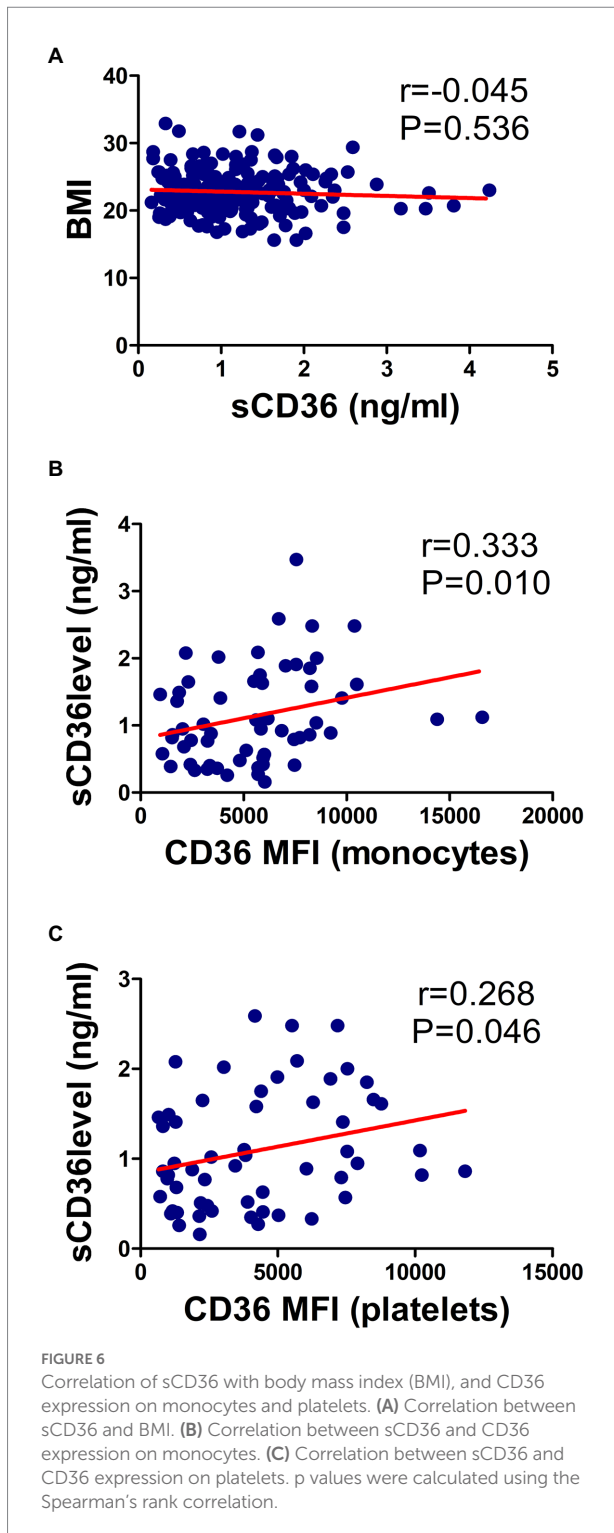 A
r=-0.045
P=0.536
BMI
40
30
20
10
0
0 1 2 3 4 5
sCD36 (ng/ml)
B
r=0.333
P=0.010
sCD36level (ng/ml)
4
3
2
1
0
0 5000 10000 15000 20000
CD36 MFI (monocytes)
C
r=0.268
P=0.046
sCD36level (ng/ml)
3
2
1
0
0 5000 10000 15000
CD36 MFI (platelets)
FIGURE 6
Correlation of sCD36 with body mass index (BMI), and CD36
expression on monocytes and platelets. (A) Correlation between
sCD36 and BMI. (B) Correlation between sCD36 and CD36
expression on monocytes. (C) Correlation between sCD36 and
CD36 expression on platelets. p values were calculated using the
Spearman’s rank correlation.